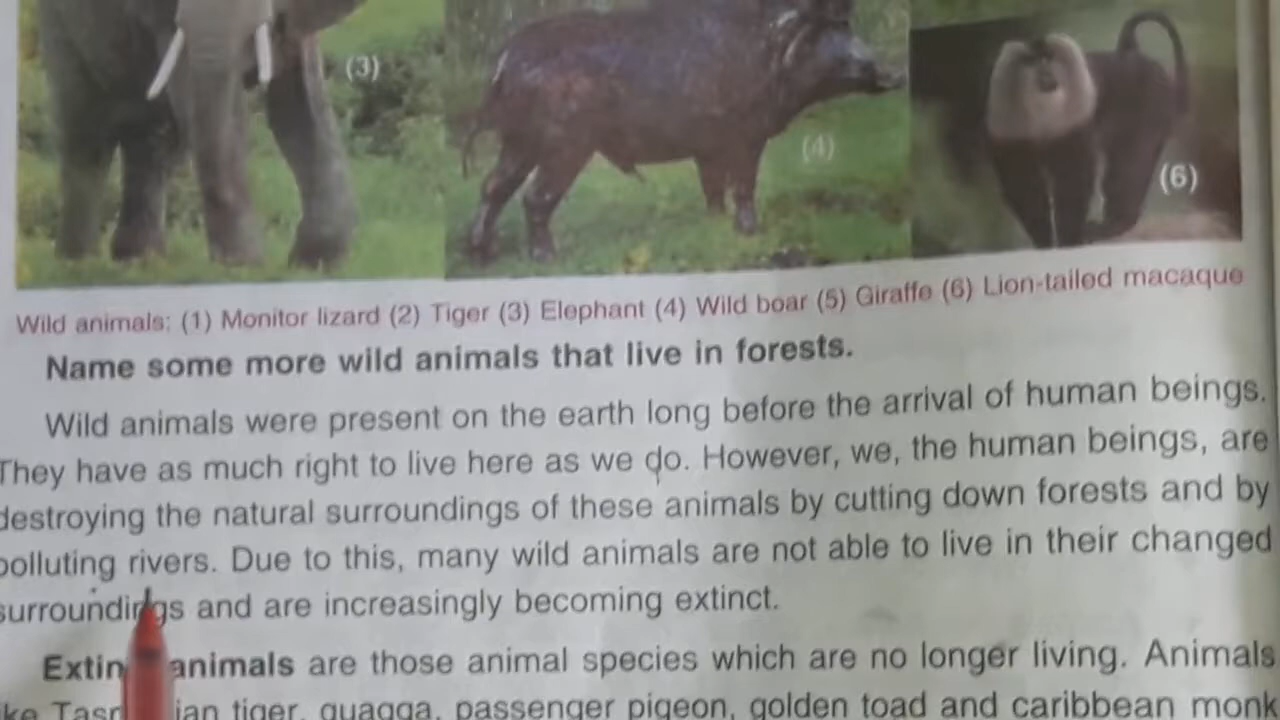 (3)
(4)
(6)
Wild animals: (1) Monitor lizard (2) Tiger (3) Elephant (4) Wild boar (5) Giraffe (6) Lion-tailed macaque
Name some more wild animals that live in forests.
Wild animals were present on the earth long before the arrival of human beings.
They have as much right to live here as we do. However, we, the human beings, are
destroying the natural surroundings of these animals by cutting down forests and by
polluting rivers. Due to this, many wild animals are not able to live in their changed
surroundings and are increasingly becoming extinct.
animals are those animal species which are no longer living. Animals
tiger, quagga, passenger pigeon, golden toad and caribbean monk